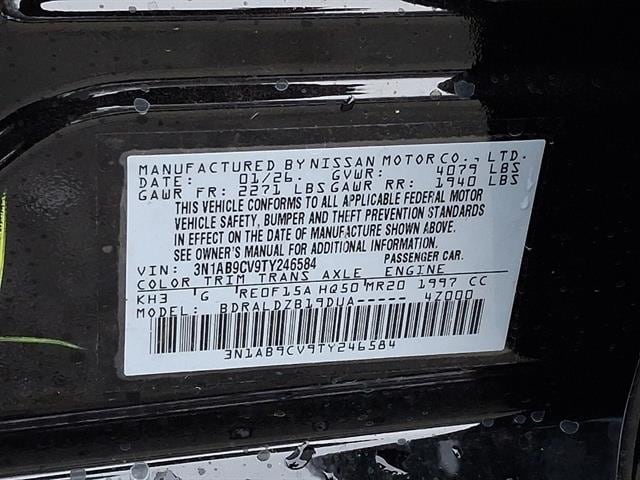 MANUFACTURED BY NISSAN MOTOR CO., LTD.
DATE: 01/26. GVWR: 4079 LBS
GAWR FR: 2271 LBS GAWR RR: 1940 LBS
THIS VEHICLE CONFORMS TO ALL APPLICABLE FEDERAL MOTOR
VEHICLE SAFETY, BUMPER AND THEFT PREVENTION STANDARDS
IN EFFECT ON THE DATE OF MANUFACTURE SHOWN ABOVE.
SEE OWNER'S MANUAL FOR ADDITIONAL INFORMATION.
VIN: 3N1AB9CV9TY246584 PASSENGER CAR.
COLOR TRIM TRANS AXLE ENGINE
KH3 G RE0F15A HQ50 MR20 1997 CC
MODEL: BDRALDZB19DUA----- 4Z000
3N1AB9CV9TY246584